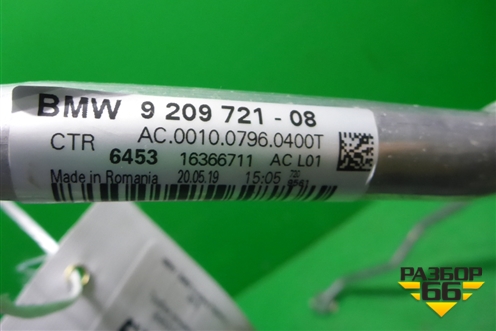 BMW 9 209 721 - 08
CTR AC.0010.0796.0400T
6453 16366711 AC L01
Made in Romania 20.05.19 15:05
РАЗБОР
66